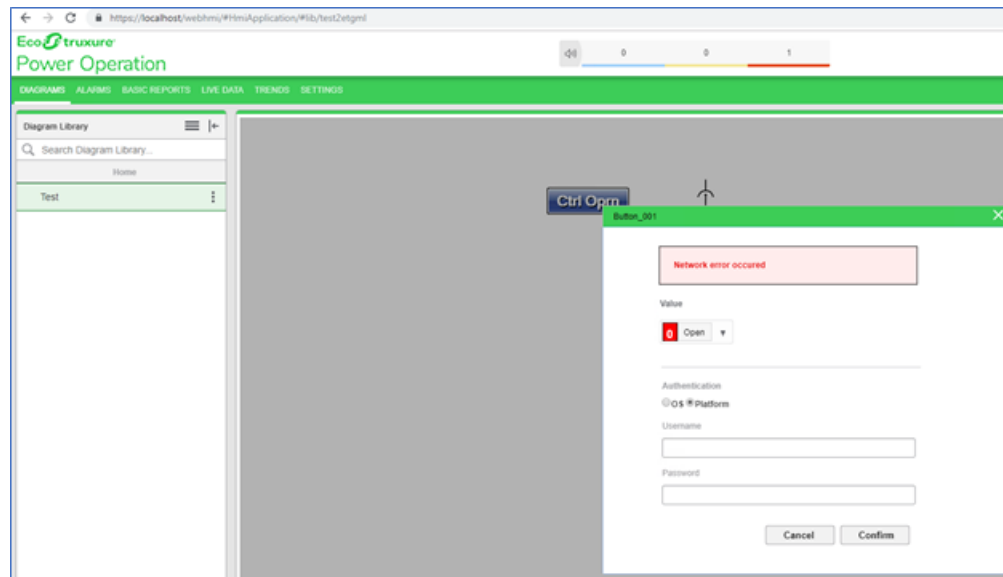 https://localhost/webhmi/#HmiApplication/#lib/test2etgml
EcoStruxure
Power Operation
0 0 1
DIAGRAMS ALARMS BASIC REPORTS LIVE DATA TRENDS SETTINGS
Diagram Library
Search Diagram Library...
Home
Test
Ctrl Oprn
Button_001
Network error occured
Value
0 Open
Authentication
OS Platform
Username
Password
Cancel Confirm